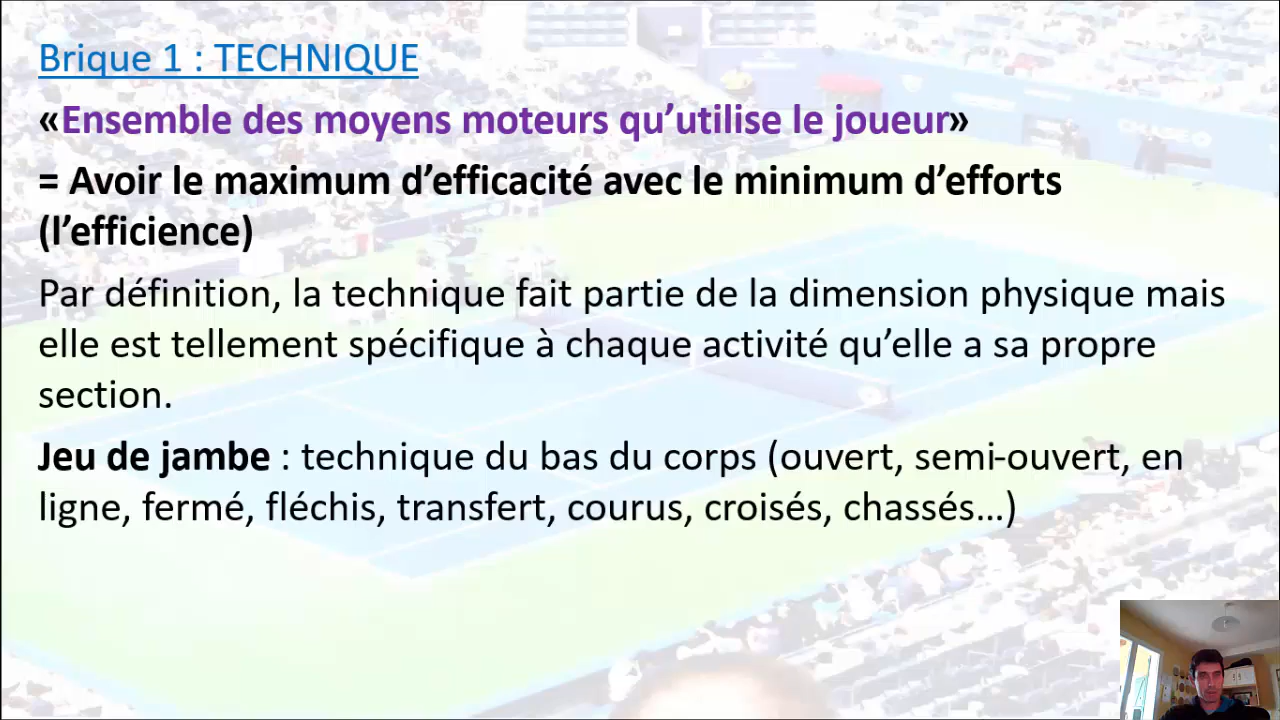 Brique 1 : TECHNIQUE
«Ensemble des moyens moteurs qu’utilise le joueur»
= Avoir le maximum d’efficacité avec le minimum d’efforts
(l’efficience)
Par définition, la technique fait partie de la dimension physique mais
elle est tellement spécifique à chaque activité qu’elle a sa propre
section.
Jeu de jambe : technique du bas du corps (ouvert, semi-ouvert, en
ligne, fermé, fléchis, transfert, courus, croisés, chassés…)